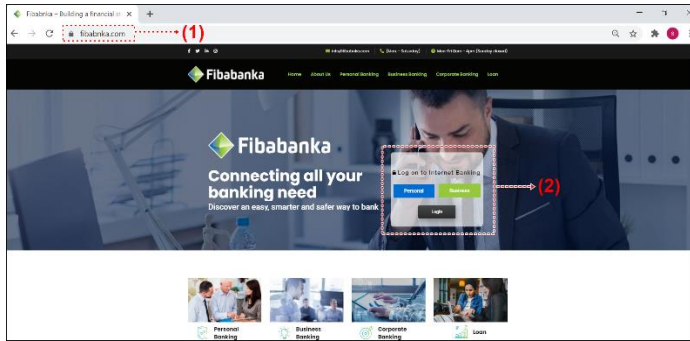 Fibabnka – Building a financial in
fibabnka.com
(1)
Fibabanka
Home About Us Personal Banking Business Banking Corporate Banking Loan
Fibabanka
Connecting all your
banking need
Discover an easy, smarter and safer way to bank
Log on to Internet Banking
Personal Business
Login
(2)
Personal
Banking
Business
Banking
Corporate
Banking
Loan